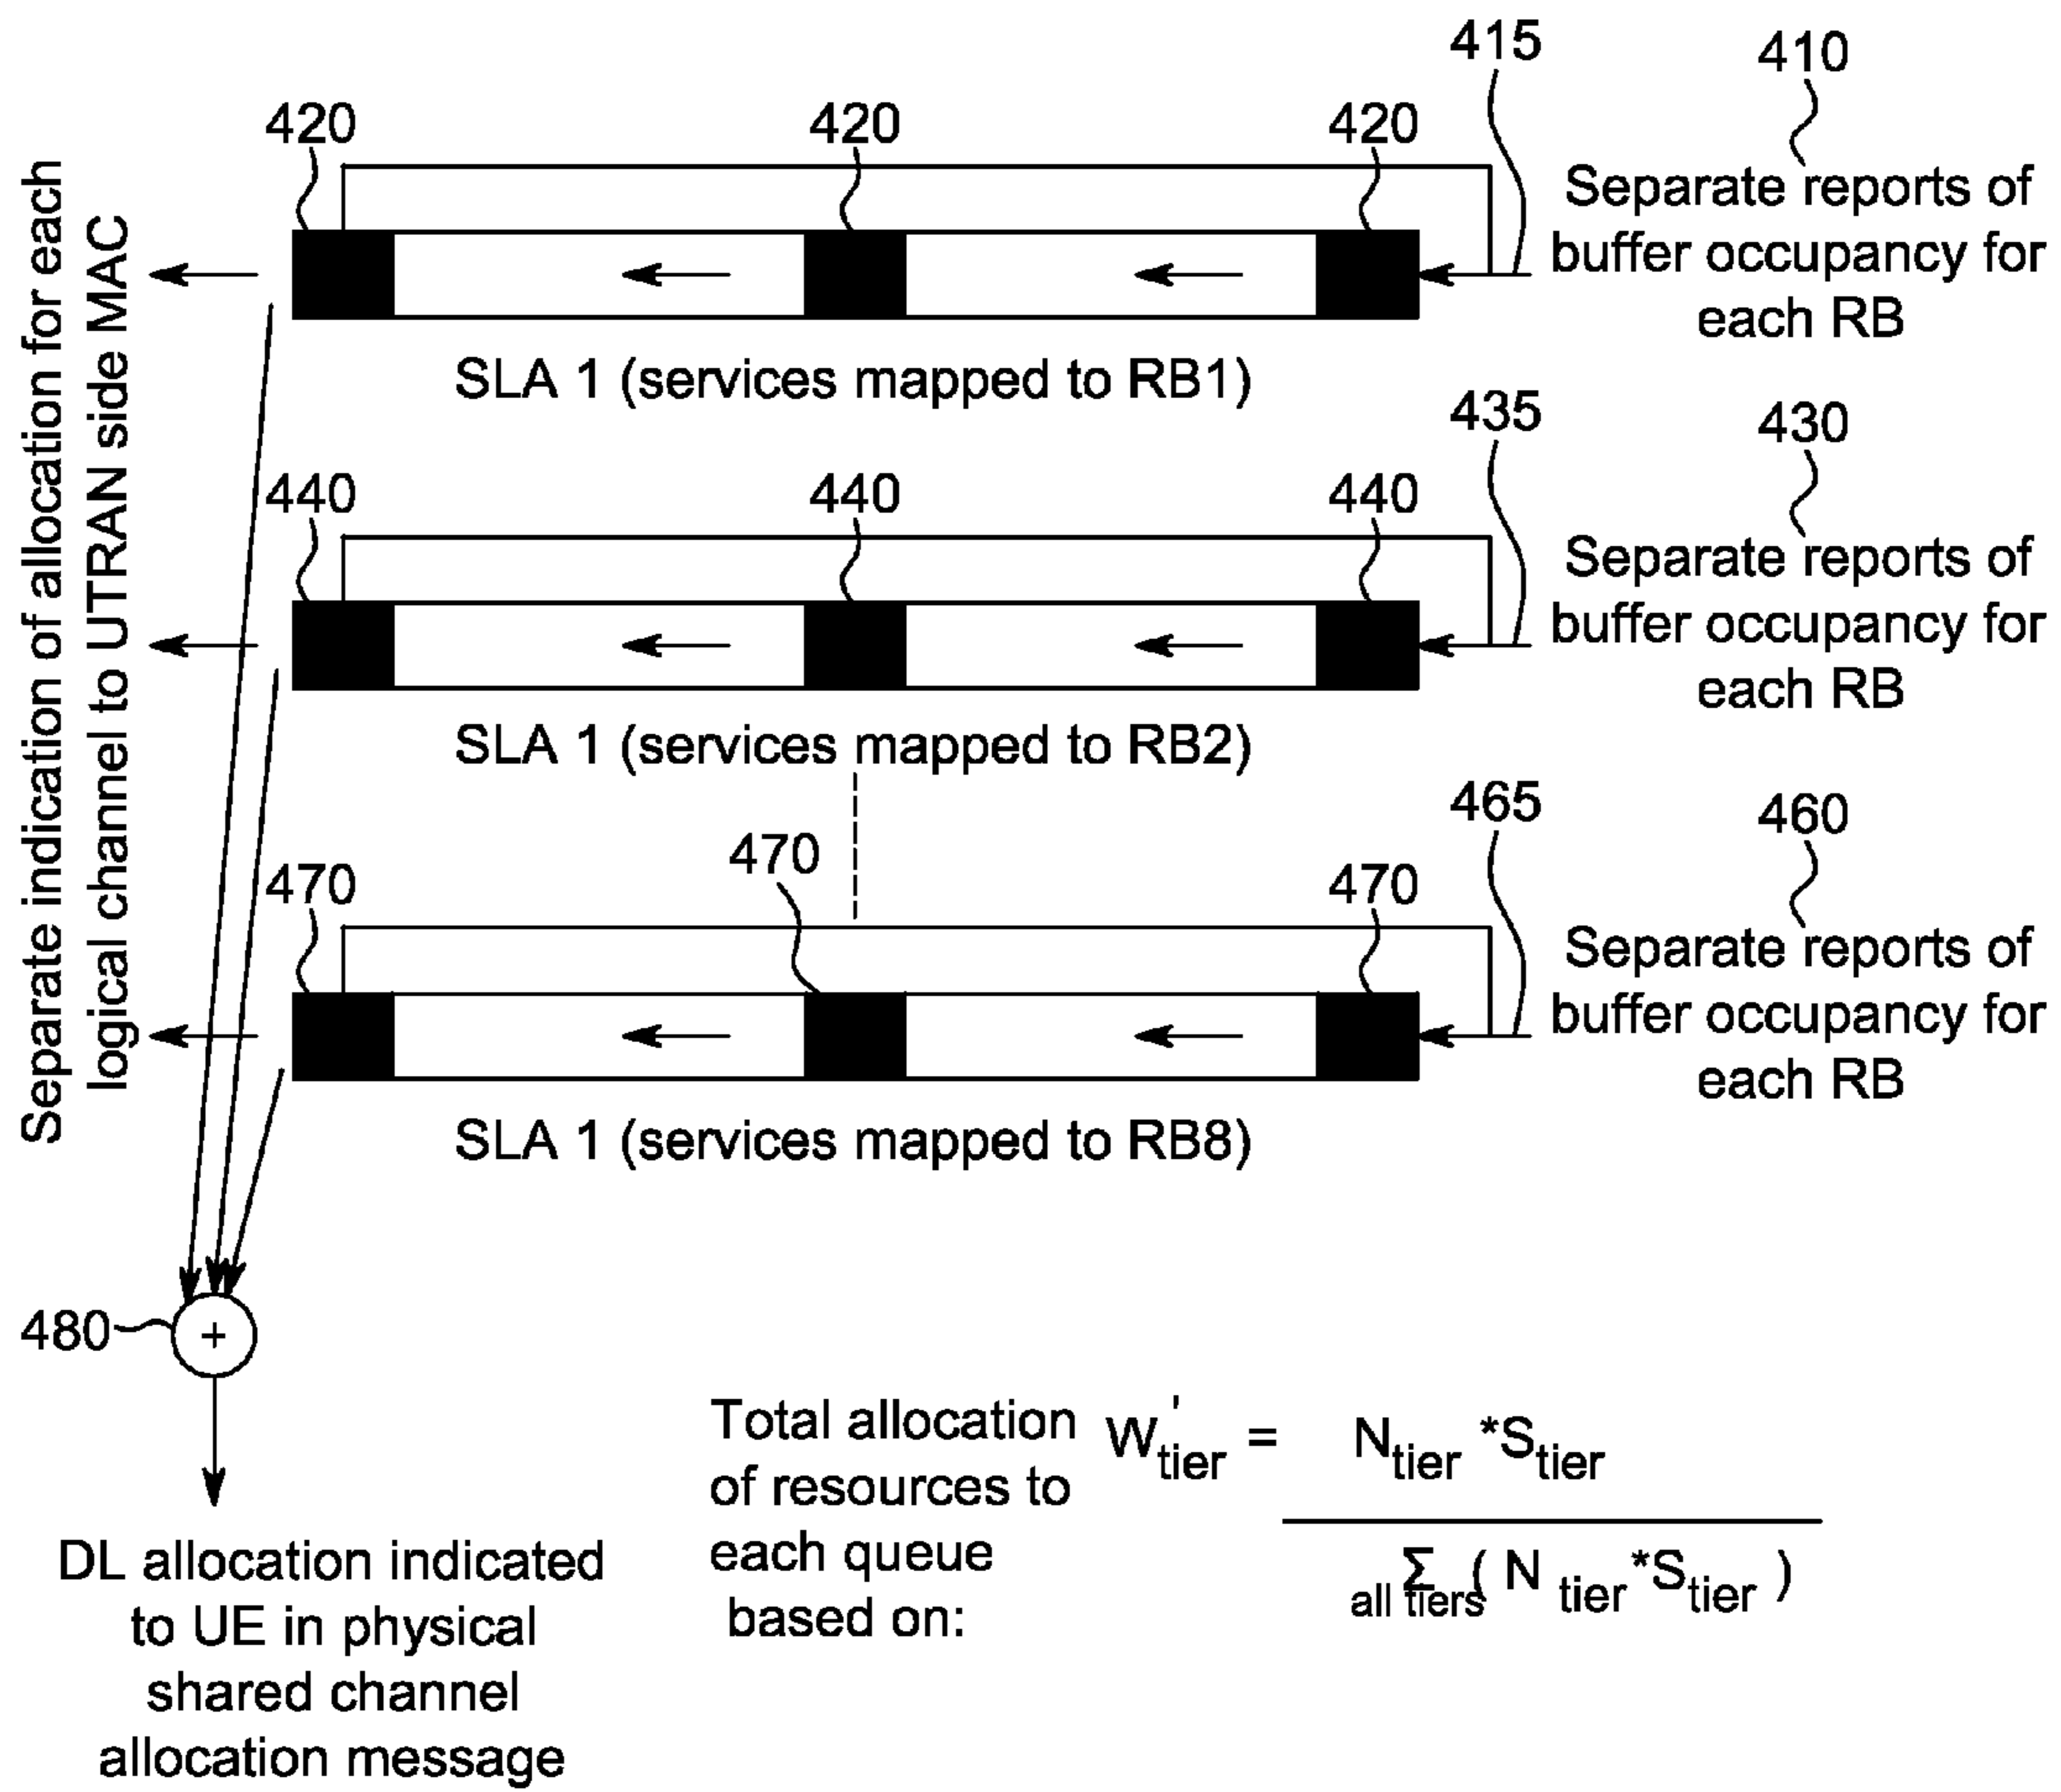 415
410
420
420
420
Separate reports of
buffer occupancy for
each RB
SLA 1 (services mapped to RB1)
435
430
440
440
440
Separate reports of
buffer occupancy for
each RB
SLA 1 (services mapped to RB2)
465
460
470
470
470
Separate reports of
buffer occupancy for
each RB
SLA 1 (services mapped to RB8)
Separate indication of allocation for each
logical channel to UTRAN side MAC
480
+
DL allocation indicated
to UE in physical
shared channel
allocation message
Total allocation
of resources to
each queue
based on:
W'tier = Ntier *Stier
Σ ( N tier *Stier )
all tiers